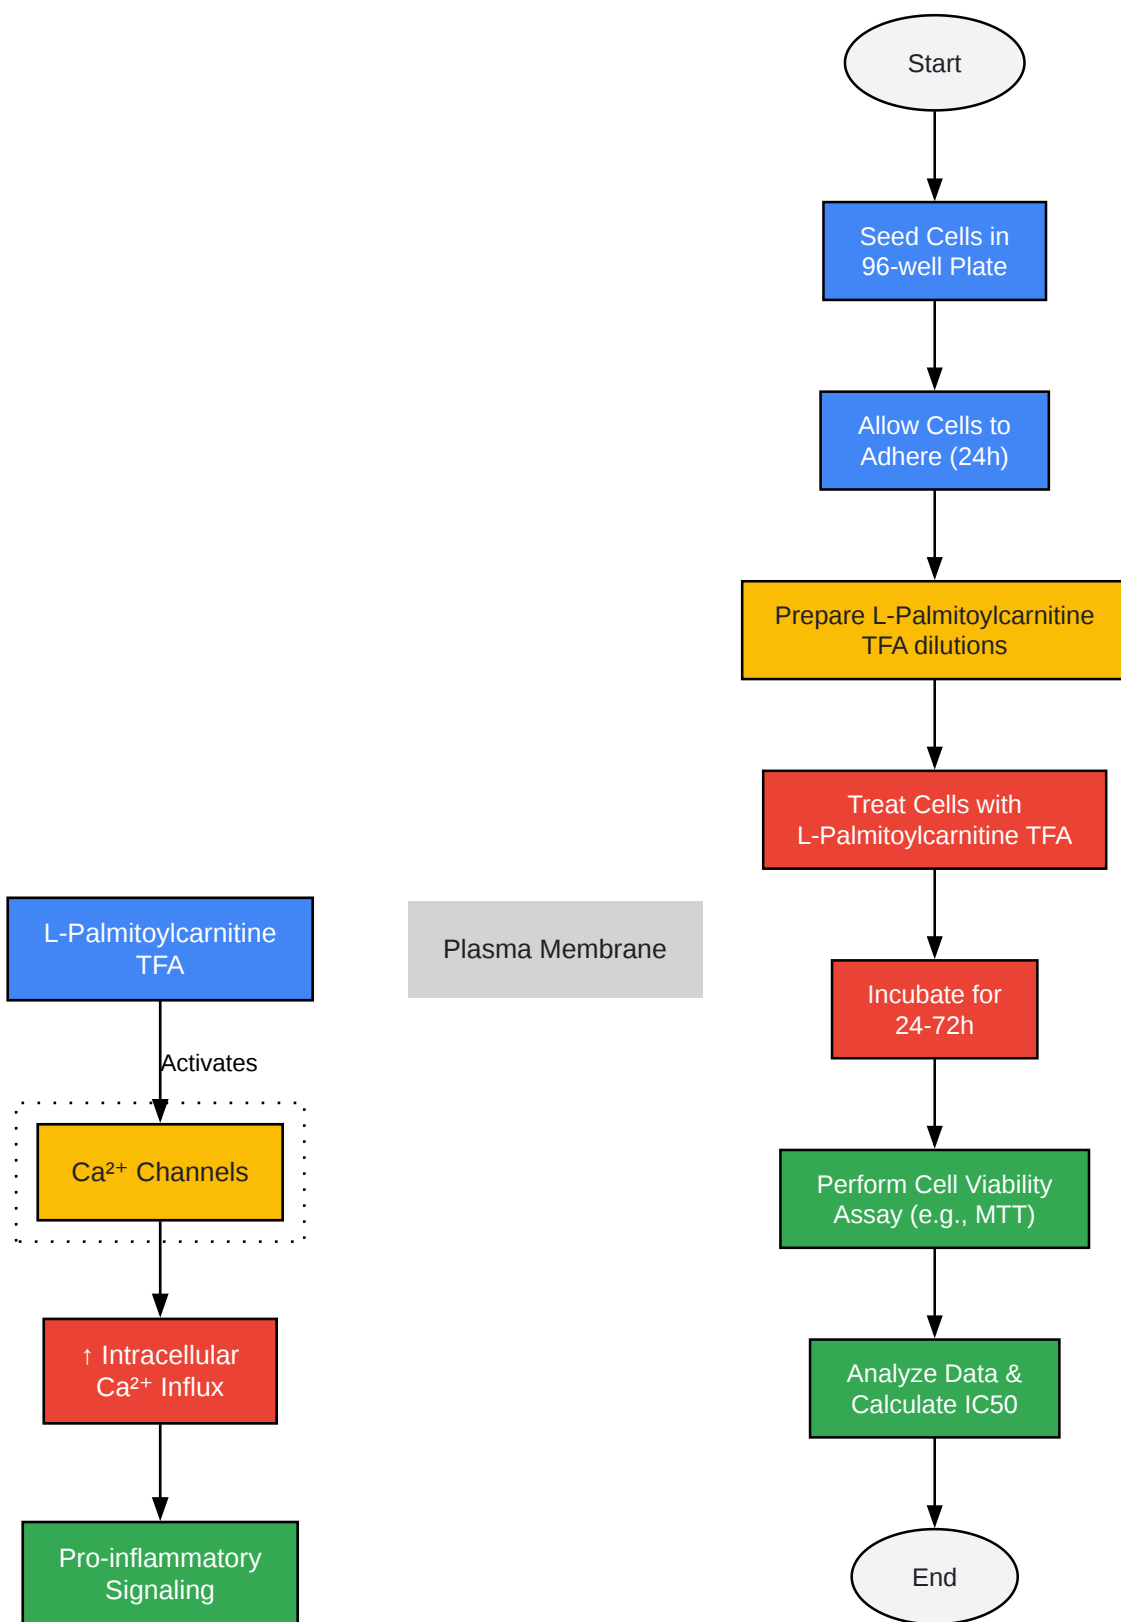 L-Palmitoylcarnitine
TFA
Activates
Ca²⁺ Channels
↑ Intracellular
Ca²⁺ Influx
Pro-inflammatory
Signaling
Plasma Membrane
Start
Seed Cells in
96-well Plate
Allow Cells to
Adhere (24h)
Prepare L-Palmitoylcarnitine
TFA dilutions
Treat Cells with
L-Palmitoylcarnitine TFA
Incubate for
24-72h
Perform Cell Viability
Assay (e.g., MTT)
Analyze Data &
Calculate IC50
End